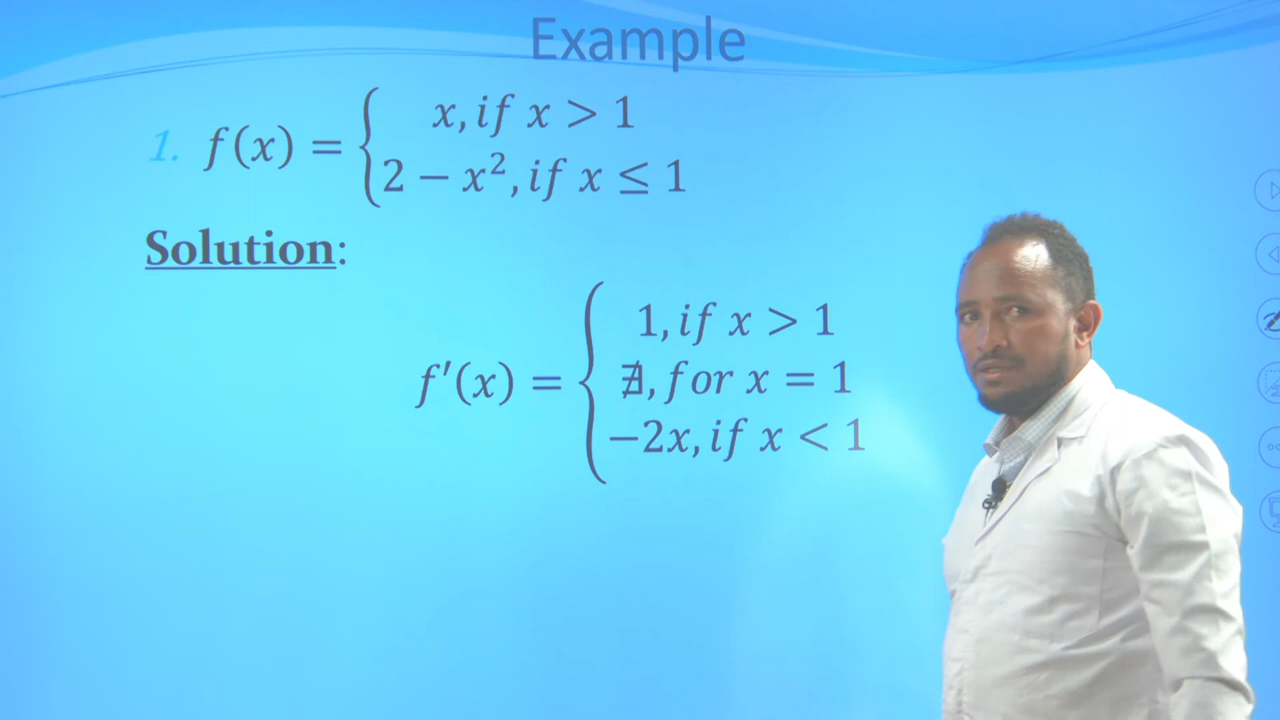 Example
1. f(x) = { x, if x > 1
2 − x², if x ≤ 1
Solution:
f′(x) = { 1, if x > 1
∄, for x = 1
−2x, if x < 1